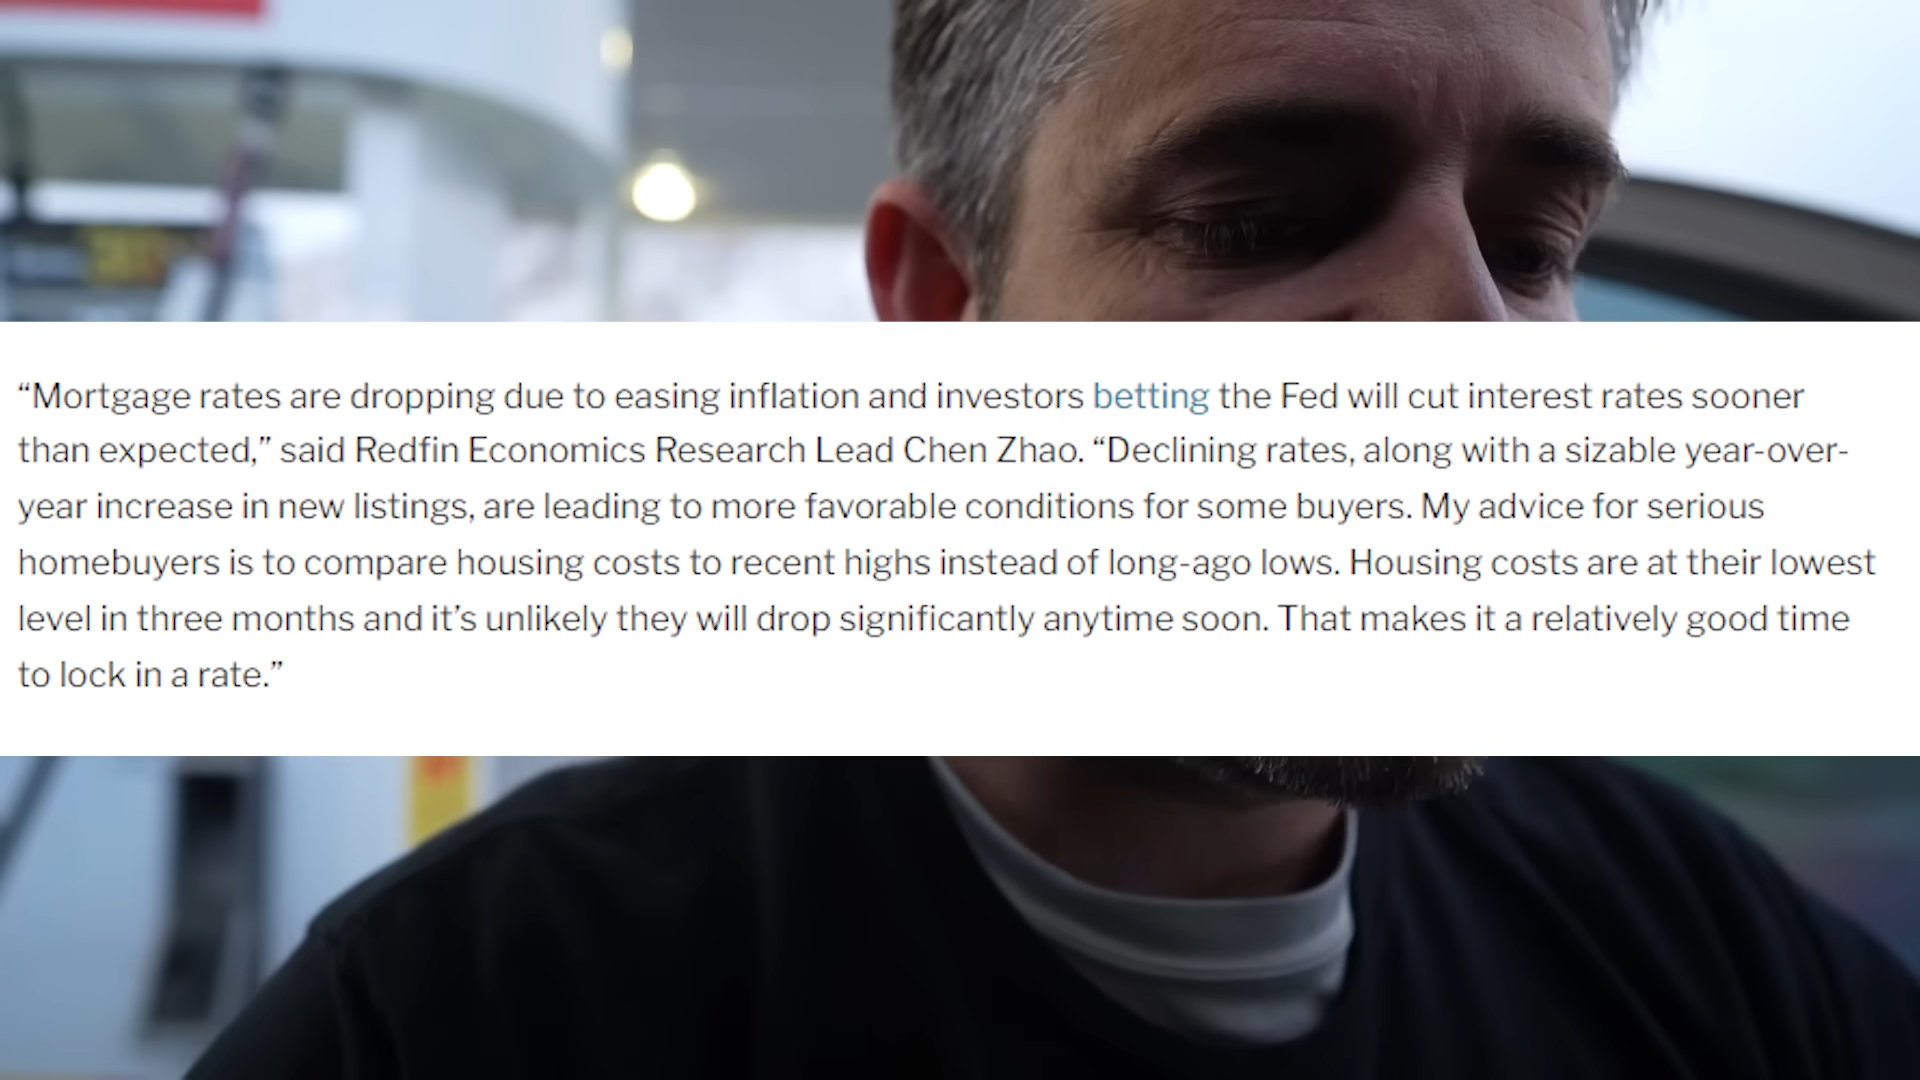 “Mortgage rates are dropping due to easing inflation and investors betting the Fed will cut interest rates sooner
than expected,” said Redfin Economics Research Lead Chen Zhao. “Declining rates, along with a sizable year-over-
year increase in new listings, are leading to more favorable conditions for some buyers. My advice for serious
homebuyers is to compare housing costs to recent highs instead of long-ago lows. Housing costs are at their lowest
level in three months and it’s unlikely they will drop significantly anytime soon. That makes it a relatively good time
to lock in a rate.”